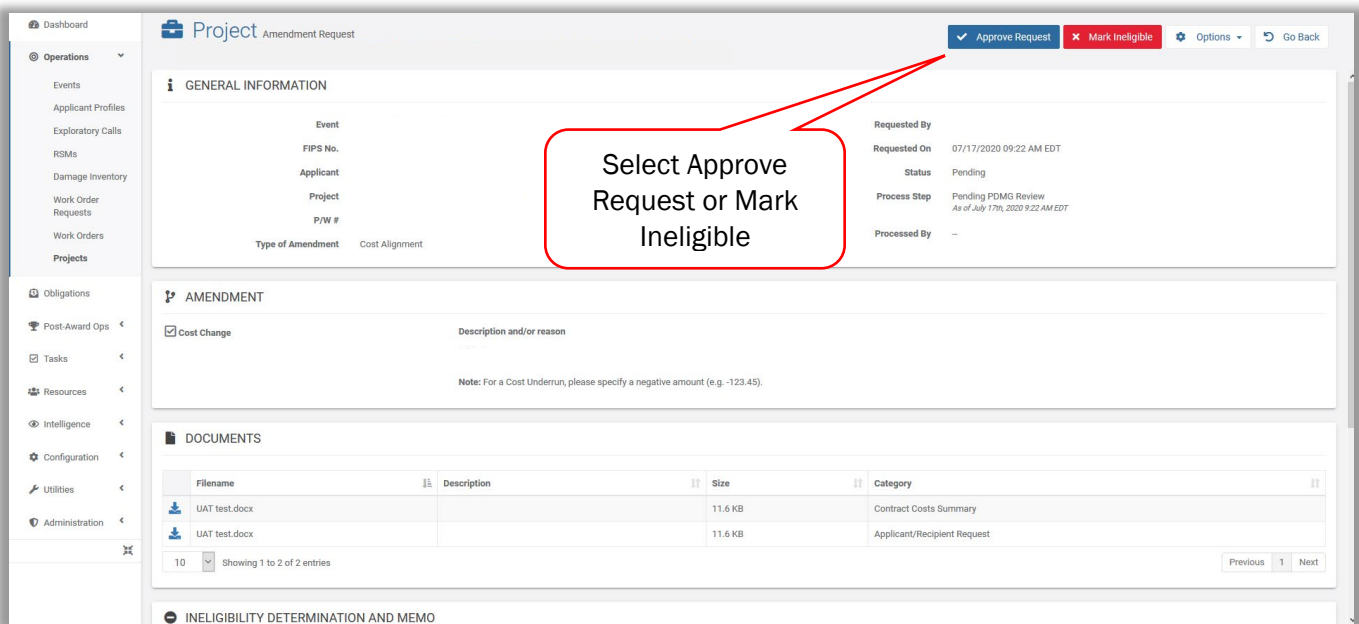 Dashboard
Operations
Events
Applicant Profiles
Exploratory Calls
RSMs
Damage Inventory
Work Order
Requests
Work Orders
Projects
Obligations
Post-Award Ops
Tasks
Resources
Intelligence
Configuration
Utilities
Administration
Project Amendment Request
Approve Request
Mark Ineligible
Options
Go Back
GENERAL INFORMATION
Event
FIPS No.
Applicant
Project
P/W #
Type of Amendment Cost Alignment
Select Approve
Request or Mark
Ineligible
Requested By
Requested On 07/17/2020 09:22 AM EDT
Status Pending
Process Step Pending PDMG Review
As of July 17th, 2020 9:22 AM EDT
Processed By --
AMENDMENT
Cost Change
Description and/or reason
Note: For a Cost Underrun, please specify a negative amount (e.g. -123.45).
DOCUMENTS
Filename Description Size Category
UAT test.docx 11.6 KB Contract Costs Summary
UAT test.docx 11.6 KB Applicant/Recipient Request
10 Showing 1 to 2 of 2 entries Previous 1 Next
INELIGIBILITY DETERMINATION AND MEMO